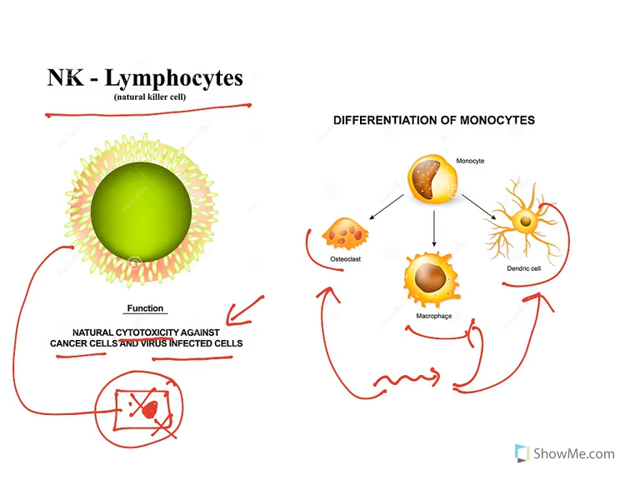 NK - Lymphocytes
(natural killer cell)
Function
NATURAL CYTOTOXICITY AGAINST
CANCER CELLS AND VIRUS INFECTED CELLS
DIFFERENTIATION OF MONOCYTES
Monocyte
Osteoclast
Dendric cell
Macrophage
ShowMe.com